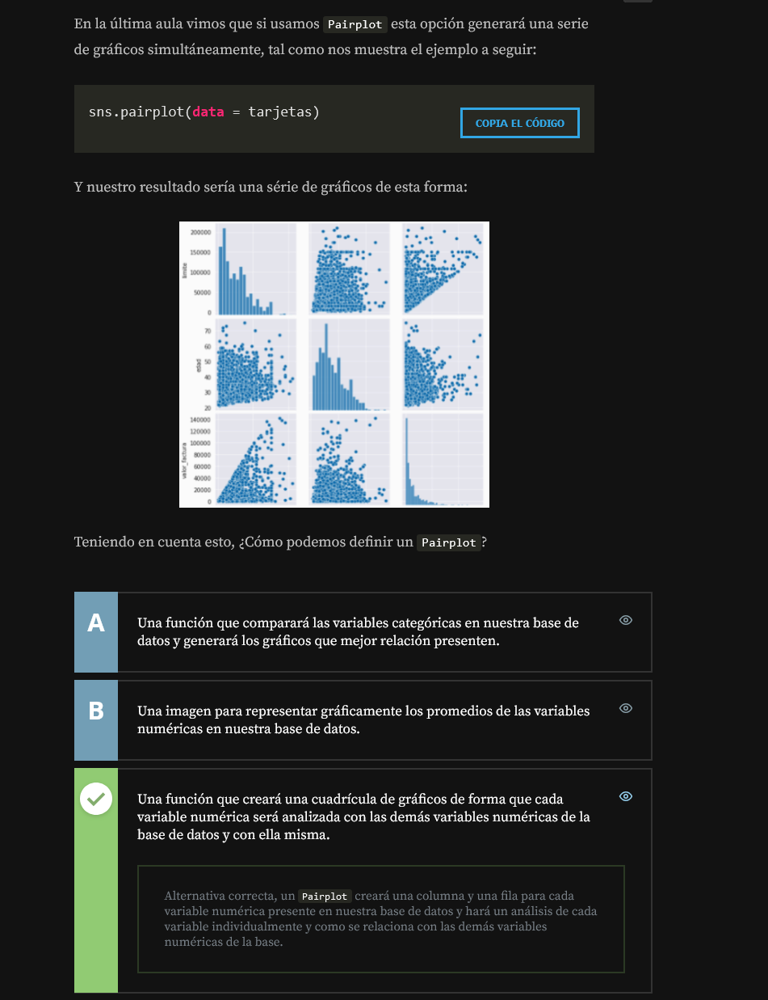 En la última aula vimos que si usamos Pairplot esta opción generará una serie
de gráficos simultáneamente, tal como nos muestra el ejemplo a seguir:
sns.pairplot(data = tarjetas)
COPIA EL CÓDIGO
Y nuestro resultado sería una série de gráficos de esta forma:
200000
150000
100000
50000
0
limite
70
60
50
40
30
20
edad
140000
120000
100000
80000
60000
40000
20000
0
valor_factura
Teniendo en cuenta esto, ¿Cómo podemos definir un Pairplot?
A
Una función que comparará las variables categóricas en nuestra base de
datos y generará los gráficos que mejor relación presenten.
B
Una imagen para representar gráficamente los promedios de las variables
numéricas en nuestra base de datos.
Una función que creará una cuadrícula de gráficos de forma que cada
variable numérica será analizada con las demás variables numéricas de la
base de datos y con ella misma.
Alternativa correcta, un Pairplot creará una columna y una fila para cada
variable numérica presente en nuestra base de datos y hará un análisis de cada
variable individualmente y como se relaciona con las demás variables
numéricas de la base.